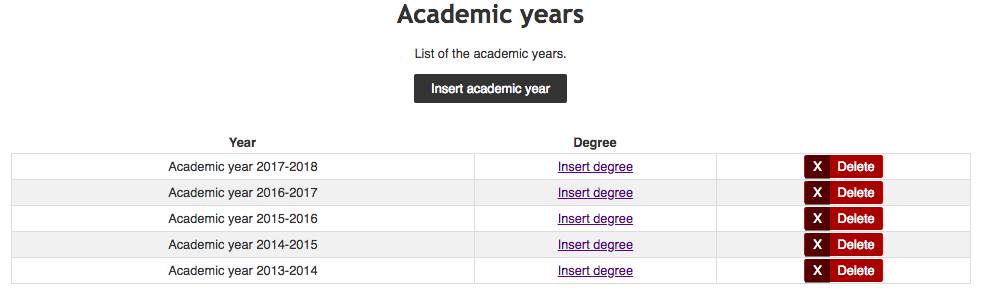 Academic years
List of the academic years.
Insert academic year
Year Degree
Academic year 2017-2018 Insert degree X Delete
Academic year 2016-2017 Insert degree X Delete
Academic year 2015-2016 Insert degree X Delete
Academic year 2014-2015 Insert degree X Delete
Academic year 2013-2014 Insert degree X Delete